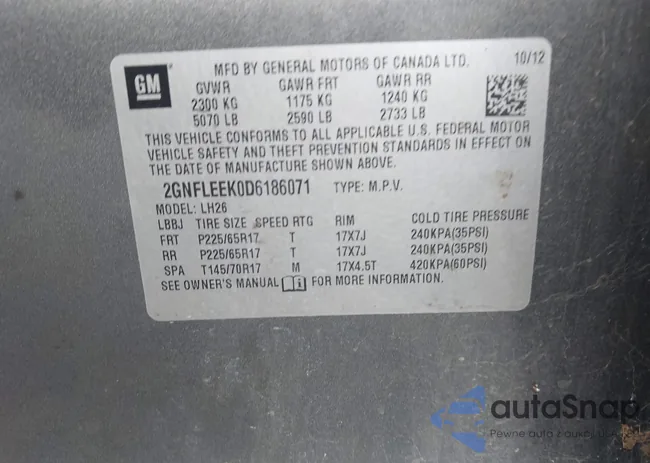 MFD BY GENERAL MOTORS OF CANADA LTD. 10/12
GM
GVWR GAWR FRT GAWR RR
2300 KG 1175 KG 1240 KG
5070 LB 2590 LB 2733 LB
THIS VEHICLE CONFORMS TO ALL APPLICABLE U.S. FEDERAL MOTOR
VEHICLE SAFETY AND THEFT PREVENTION STANDARDS IN EFFECT ON
THE DATE OF MANUFACTURE SHOWN ABOVE.
2GNFLEEK0D6186071 TYPE: M.P.V.
MODEL: LH26
LBBJ TIRE SIZE SPEED RTG RIM COLD TIRE PRESSURE
FRT P225/65R17 T 17X7J 240KPA(35PSI)
RR P225/65R17 T 17X7J 240KPA(35PSI)
SPA T145/70R17 M 17X4.5T 420KPA(60PSI)
SEE OWNER'S MANUAL FOR MORE INFORMATION.
autaSnap
Pewne auta z aukcji